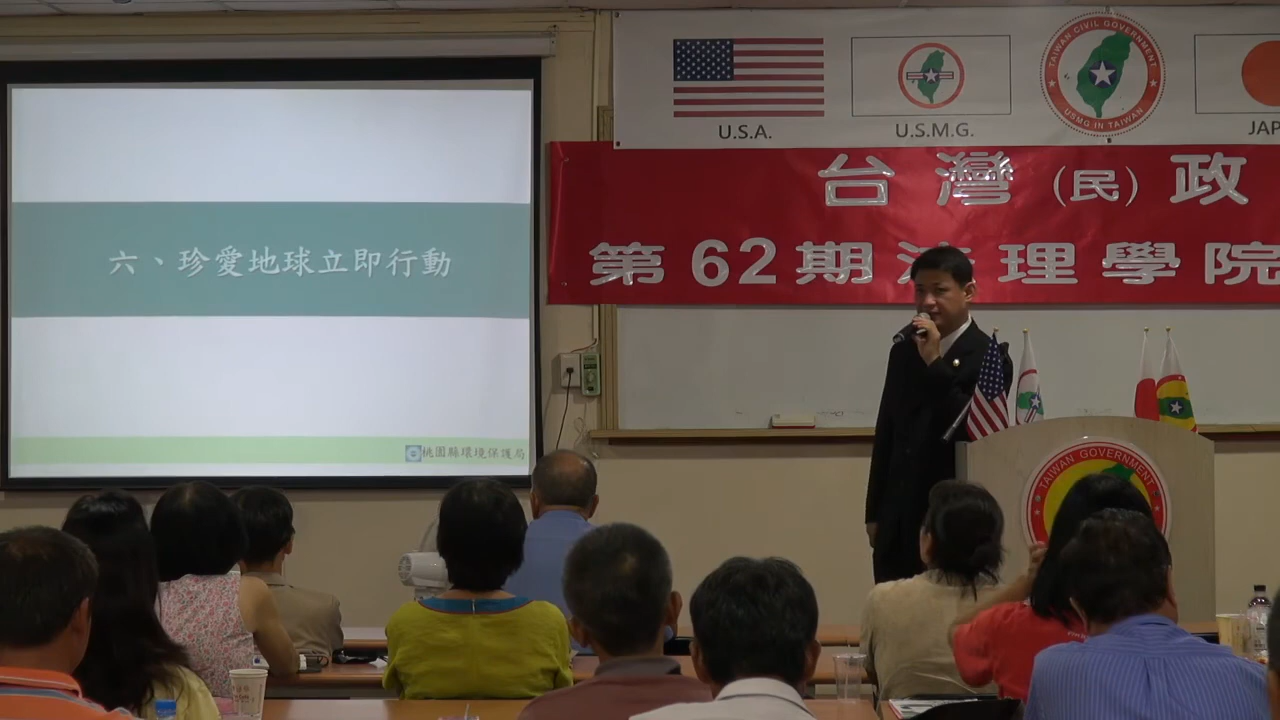 六、珍愛地球立即行動
桃園縣環境保護局
U.S.A.
U.S.M.G.
TAIWAN CIVIL GOVERNMENT
USMG IN TAIWAN
JAP
台灣(民)政
第62期法理學院
TAIWAN GOVERNMENT